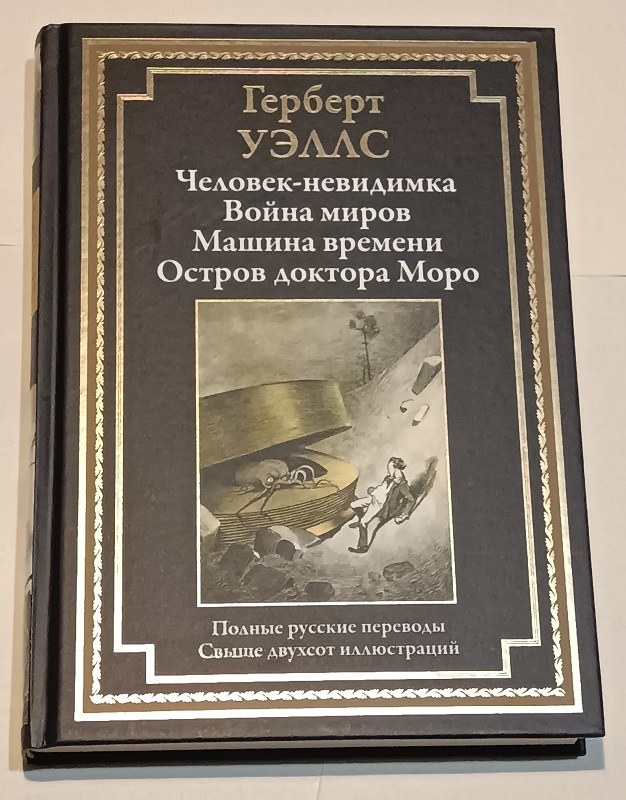 Герберт
УЭЛЛС
Человек-невидимка
Война миров
Машина времени
Остров доктора Моро
Полные русские переводы
Свыше двухсот иллюстраций